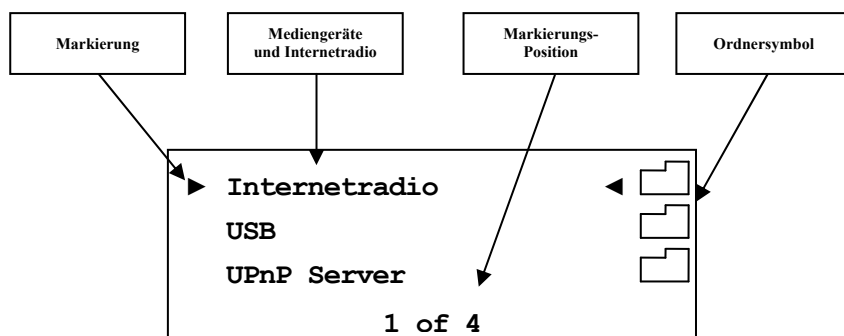 Markierung
Mediengeräte
und Internetradio
Markierungs-
Position
Ordnersymbol
Internetradio
USB
UPnP Server
1 of 4